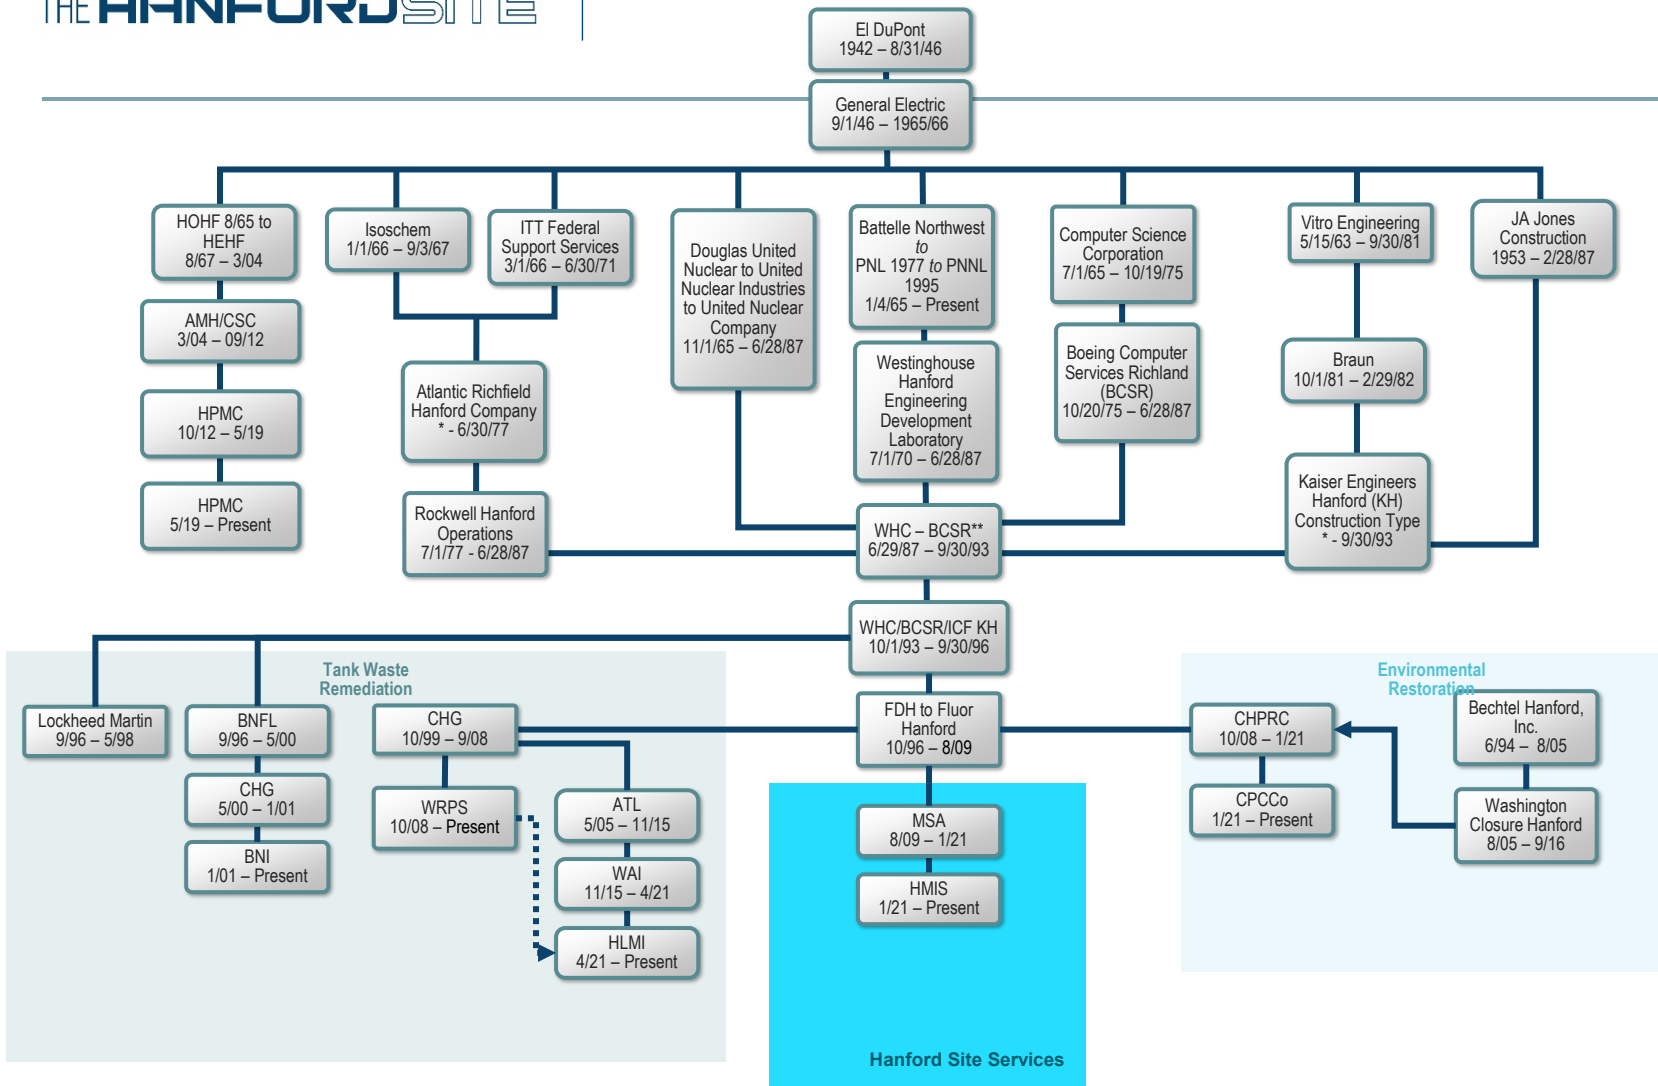 THE HANFORD SITE
El DuPont
1942 – 8/31/46
General Electric
9/1/46 – 1965/66
HOHF 8/65 to
HEHF
8/67 – 3/04
AMH/CSC
3/04 – 09/12
HPMC
10/12 – 5/19
HPMC
5/19 – Present
Isoschem
1/1/66 – 9/3/67
ITT Federal
Support Services
3/1/66 – 6/30/71
Atlantic Richfield
Hanford Company
* - 6/30/77
Rockwell Hanford
Operations
7/1/77 - 6/28/87
Douglas United
Nuclear to United
Nuclear Industries
to United Nuclear
Company
11/1/65 – 6/28/87
Battelle Northwest
to
PNL 1977 to PNNL
1995
1/4/65 – Present
Westinghouse
Hanford
Engineering
Development
Laboratory
7/1/70 – 6/28/87
Computer Science
Corporation
7/1/65 – 10/19/75
Boeing Computer
Services Richland
(BCSR)
10/20/75 – 6/28/87
Vitro Engineering
5/15/63 – 9/30/81
Braun
10/1/81 – 2/29/82
Kaiser Engineers
Hanford (KH)
Construction Type
* - 9/30/93
JA Jones
Construction
1953 – 2/28/87
WHC – BCSR**
6/29/87 – 9/30/93
WHC/BCSR/ICF KH
10/1/93 – 9/30/96
FDH to Fluor
Hanford
10/96 – 8/09
Tank Waste
Remediation
Lockheed Martin
9/96 – 5/98
BNFL
9/96 – 5/00
CHG
5/00 – 1/01
BNI
1/01 – Present
CHG
10/99 – 9/08
WRPS
10/08 – Present
ATL
5/05 – 11/15
WAI
11/15 – 4/21
HLMI
4/21 – Present
MSA
8/09 – 1/21
HMIS
1/21 – Present
Hanford Site Services
Environmental
Restoration
CHPRC
10/08 – 1/21
CPCCo
1/21 – Present
Bechtel Hanford,
Inc.
6/94 – 8/05
Washington
Closure Hanford
8/05 – 9/16